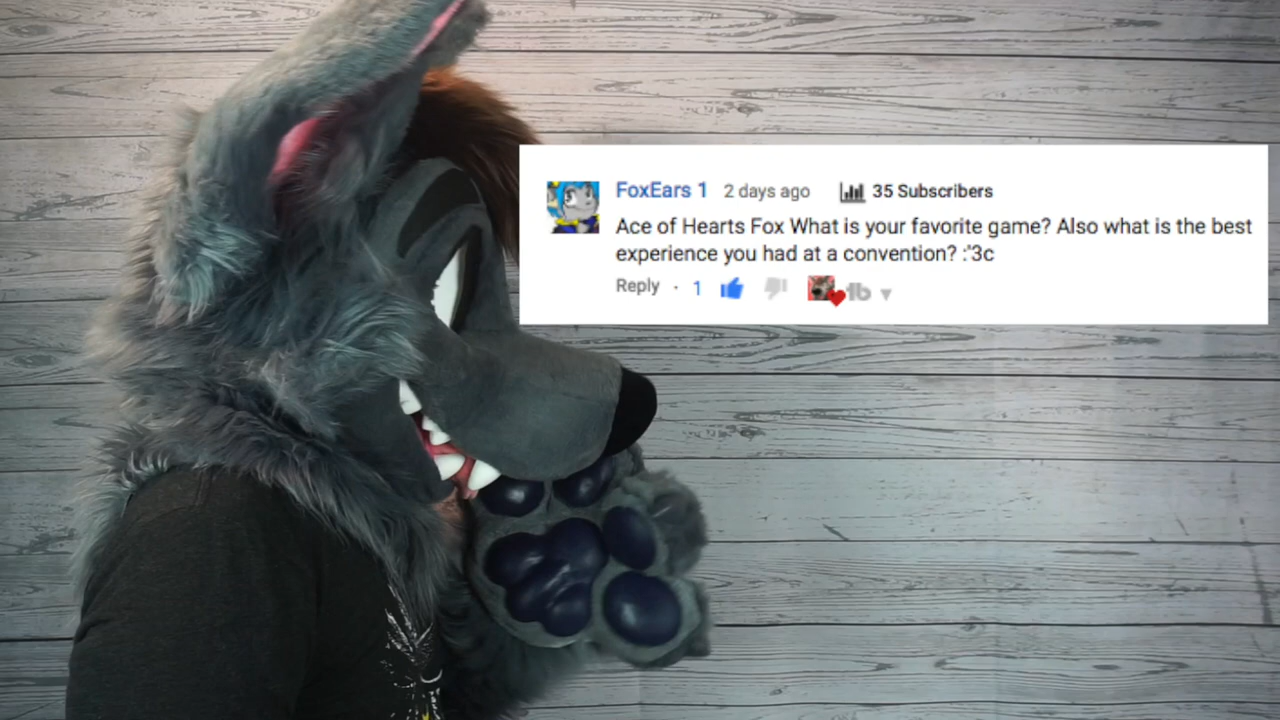 FoxEars 1 2 days ago 35 Subscribers
Ace of Hearts Fox What is your favorite game? Also what is the best
experience you had at a convention? :'3c
Reply · 1